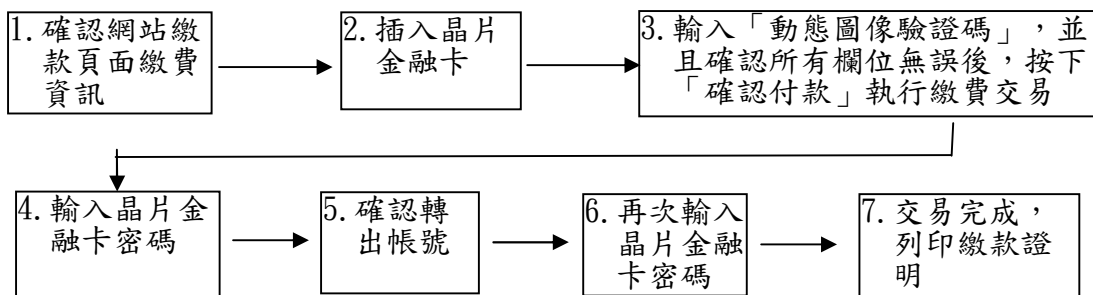 1.確認網站繳
款頁面繳費
資訊
2.插入晶片
金融卡
3.輸入「動態圖像驗證碼」，並
且確認所有欄位無誤後，按下
「確認付款」執行繳費交易
4.輸入晶片金
融卡密碼
5.確認轉
出帳號
6.再次輸入
晶片金融
卡密碼
7.交易完成，
列印繳款證
明